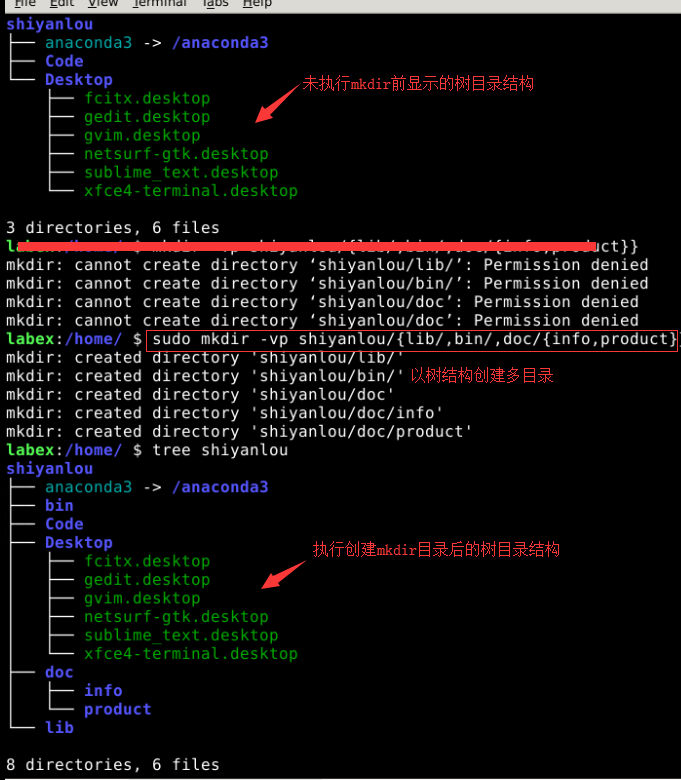 File Edit View Terminal Tabs Help
shiyanlou
├── anaconda3 -> /anaconda3
├── Code
└── Desktop
    ├── fcitx.desktop
未执行mkdir前显示的树目录结构
    ├── gedit.desktop
    ├── gvim.desktop
    ├── netsurf-gtk.desktop
    ├── sublime_text.desktop
    └── xfce4-terminal.desktop
3 directories, 6 files
mkdir: cannot create directory ‘shiyanlou/lib/’: Permission denied
mkdir: cannot create directory ‘shiyanlou/bin/’: Permission denied
mkdir: cannot create directory ‘shiyanlou/doc’: Permission denied
mkdir: cannot create directory ‘shiyanlou/doc’: Permission denied
labex:/home/ $ sudo mkdir -vp shiyanlou/{lib/,bin/,doc/{info,product}
mkdir: created directory 'shiyanlou/lib/'
mkdir: created directory 'shiyanlou/bin/' 以树结构创建多目录
mkdir: created directory 'shiyanlou/doc'
mkdir: created directory 'shiyanlou/doc/info'
mkdir: created directory 'shiyanlou/doc/product'
labex:/home/ $ tree shiyanlou
shiyanlou
├── anaconda3 -> /anaconda3
├── bin
├── Code
├── Desktop
执行创建mkdir目录后的树目录结构
│   ├── fcitx.desktop
│   ├── gedit.desktop
│   ├── gvim.desktop
│   ├── netsurf-gtk.desktop
│   ├── sublime_text.desktop
│   └── xfce4-terminal.desktop
├── doc
│   ├── info
│   └── product
└── lib
8 directories, 6 files